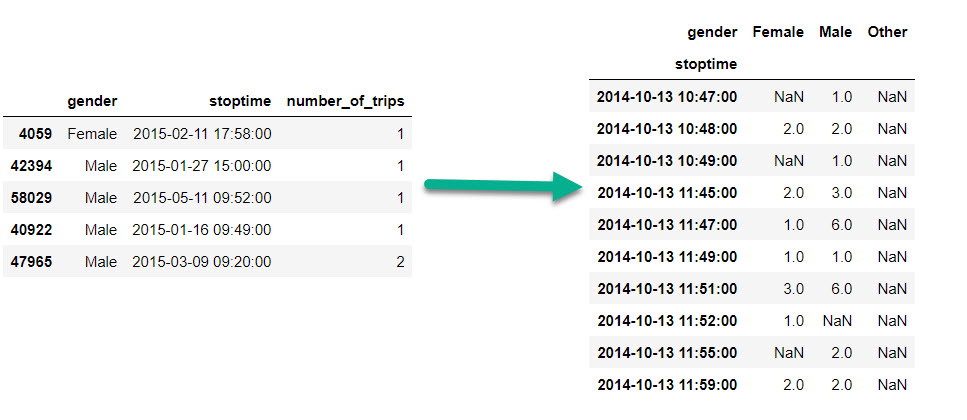 gender stoptime number_of_trips
4059 Female 2015-02-11 17:58:00 1
42394 Male 2015-01-27 15:00:00 1
58029 Male 2015-05-11 09:52:00 1
40922 Male 2015-01-16 09:49:00 1
47965 Male 2015-03-09 09:20:00 2
gender Female Male Other
stoptime
2014-10-13 10:47:00 NaN 1.0 NaN
2014-10-13 10:48:00 2.0 2.0 NaN
2014-10-13 10:49:00 NaN 1.0 NaN
2014-10-13 11:45:00 2.0 3.0 NaN
2014-10-13 11:47:00 1.0 6.0 NaN
2014-10-13 11:49:00 1.0 1.0 NaN
2014-10-13 11:51:00 3.0 6.0 NaN
2014-10-13 11:52:00 1.0 NaN NaN
2014-10-13 11:55:00 NaN 2.0 NaN
2014-10-13 11:59:00 2.0 2.0 NaN